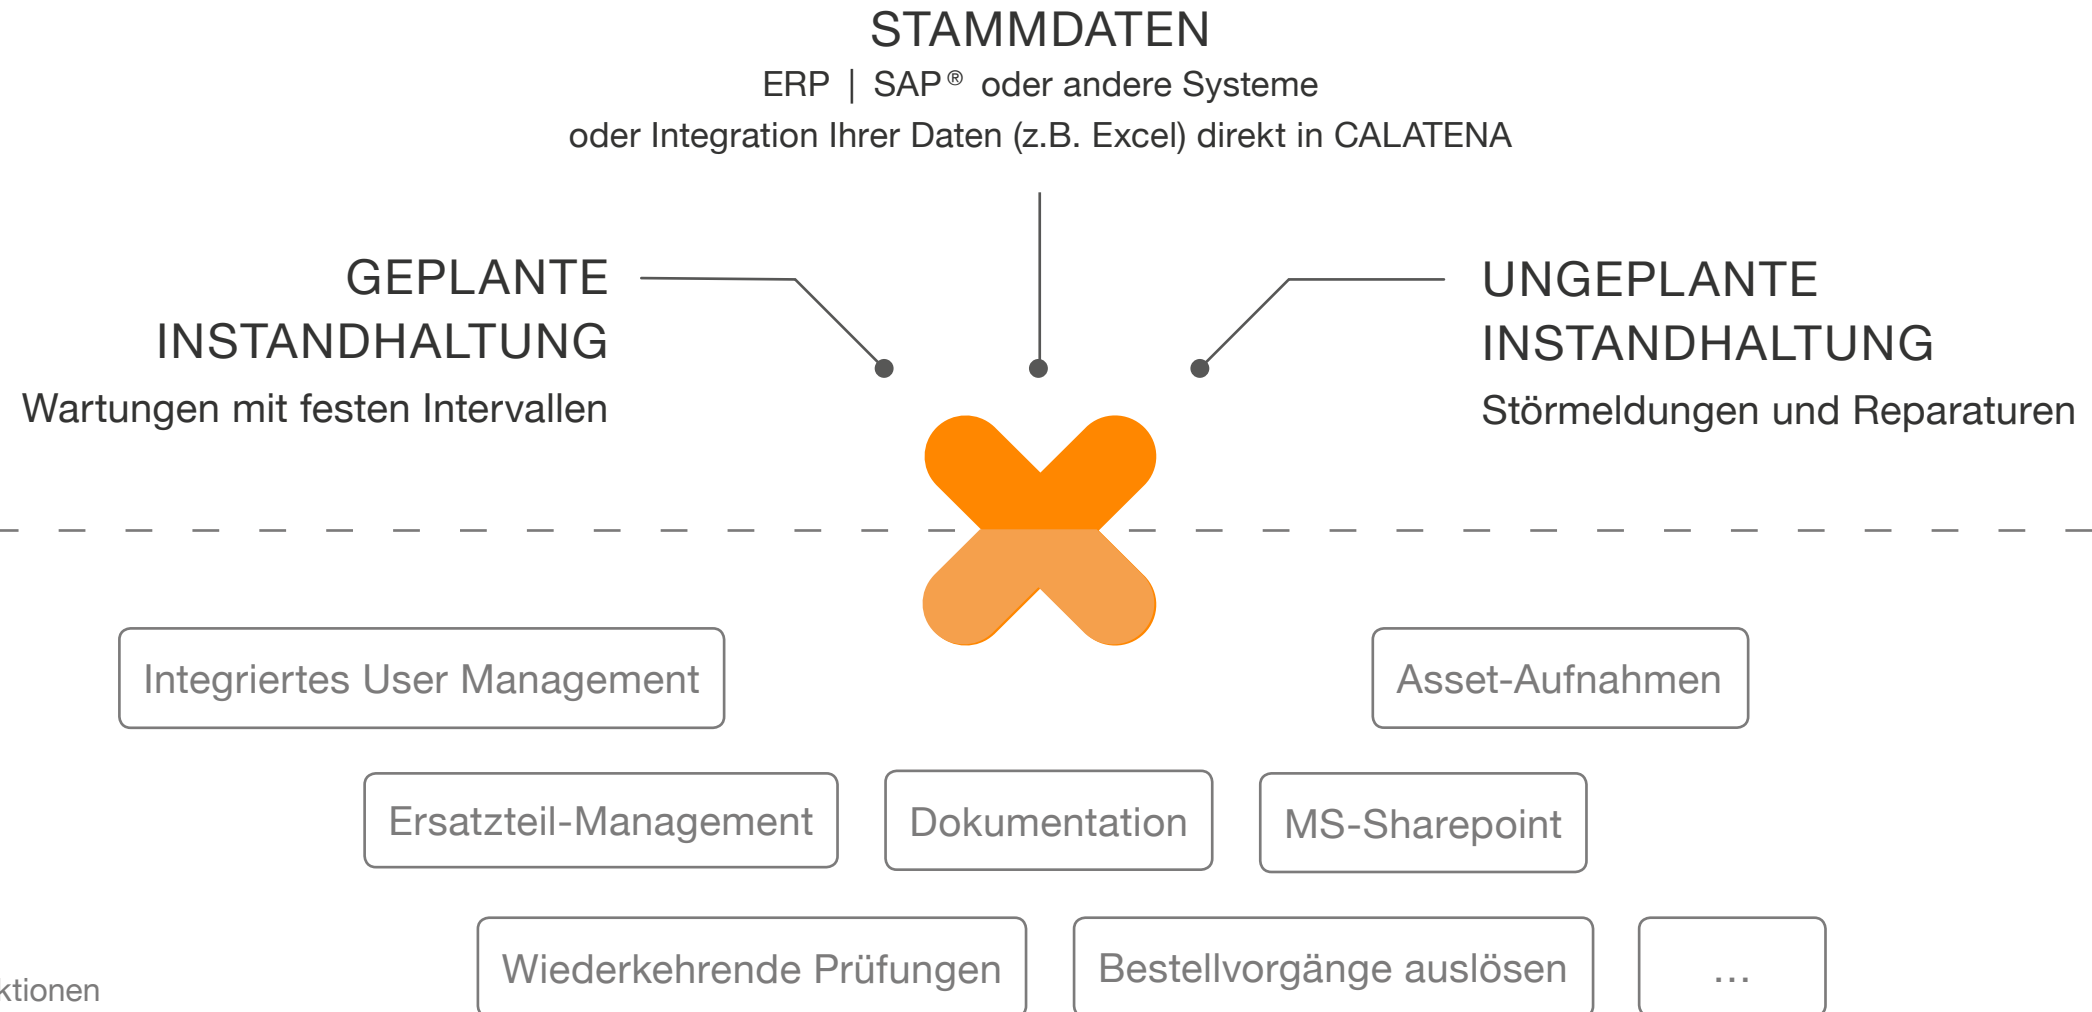 STAMMDATEN
ERP | SAP® oder andere Systeme
oder Integration Ihrer Daten (z.B. Excel) direkt in CALATENA
GEPLANTE
INSTANDHALTUNG
Wartungen mit festen Intervallen
UNGEPLANTE
INSTANDHALTUNG
Störmeldungen und Reparaturen
Integriertes User Management
Asset-Aufnahmen
Ersatzteil-Management
Dokumentation
MS-Sharepoint
Wiederkehrende Prüfungen
Bestellvorgänge auslösen
...